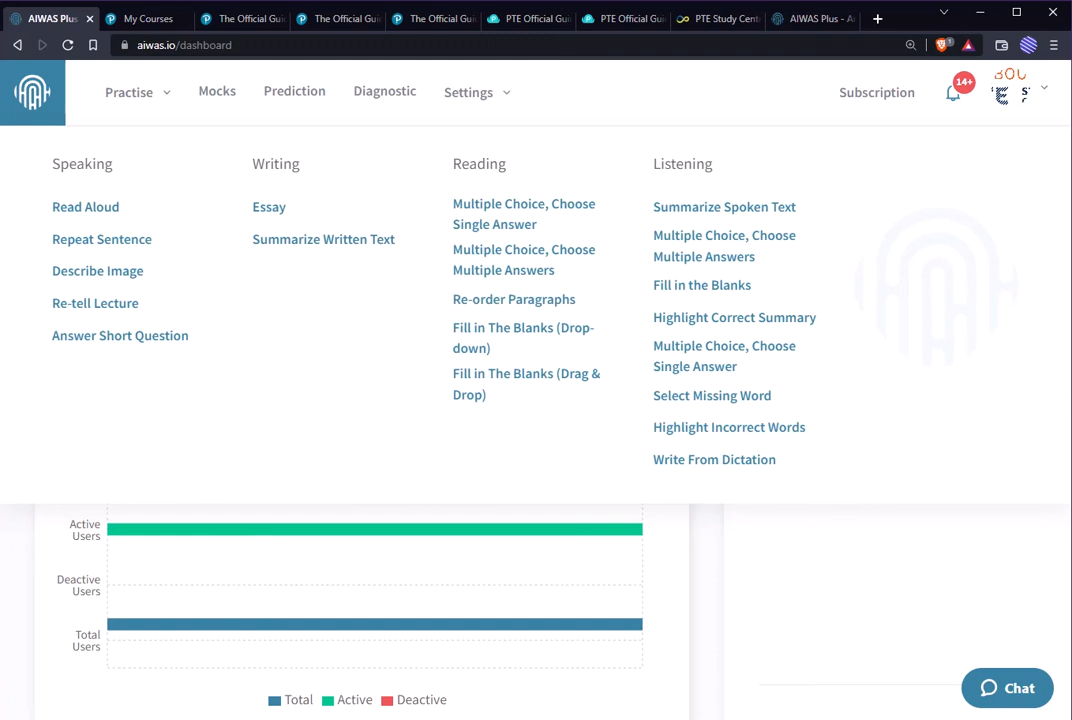 AIWAS Plus
My Courses
The Official Gui
The Official Gui
The Official Gui
PTE Official Gui
PTE Official Gui
PTE Study Cent
AIWAS Plus - A
aiwas.io/dashboard
Practise
Mocks
Prediction
Diagnostic
Settings
Subscription
14+
Speaking
Read Aloud
Repeat Sentence
Describe Image
Re-tell Lecture
Answer Short Question
Writing
Essay
Summarize Written Text
Reading
Multiple Choice, Choose
Single Answer
Multiple Choice, Choose
Multiple Answers
Re-order Paragraphs
Fill in The Blanks (Drop-
down)
Fill in The Blanks (Drag &
Drop)
Listening
Summarize Spoken Text
Multiple Choice, Choose
Multiple Answers
Fill in the Blanks
Highlight Correct Summary
Multiple Choice, Choose
Single Answer
Select Missing Word
Highlight Incorrect Words
Write From Dictation
Active
Users
Deactive
Users
Total
Users
Total
Active
Deactive
Chat